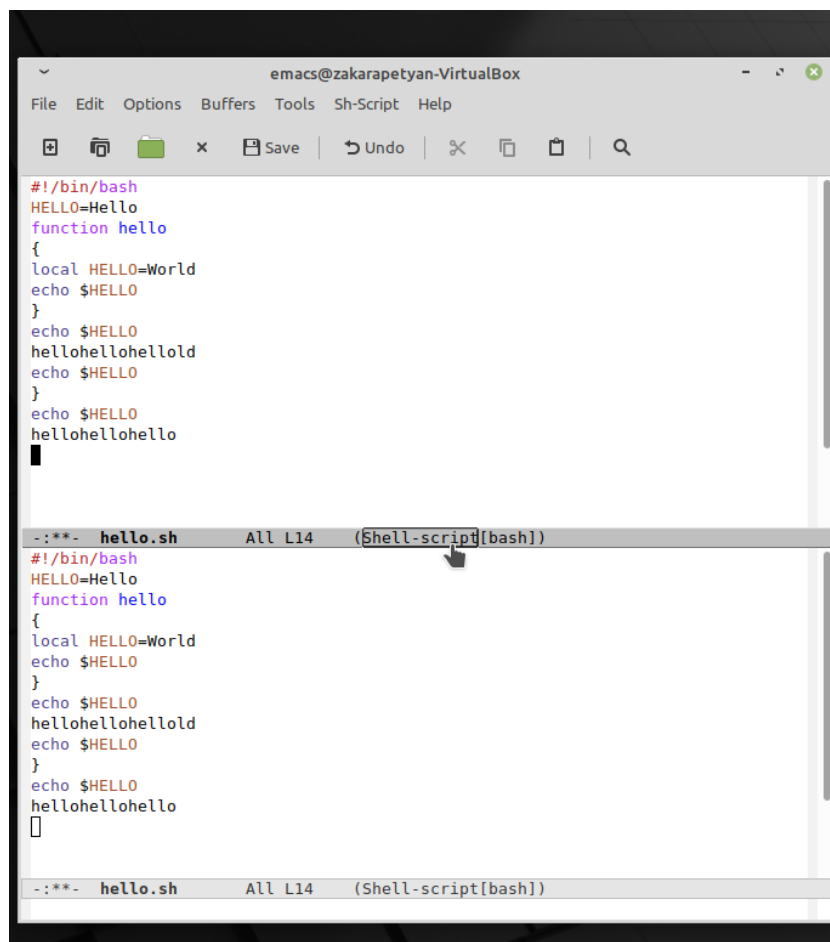 emacs@zakarapetyan-VirtualBox
File Edit Options Buffers Tools Sh-Script Help
Save Undo
#!/bin/bash
HELLO=Hello
function hello
{
local HELLO=World
echo $HELLO
}
echo $HELLO
hellohellohellold
echo $HELLO
}
echo $HELLO
hellohellohello
-:**- hello.sh All L14 (Shell-script[bash])
#!/bin/bash
HELLO=Hello
function hello
{
local HELLO=World
echo $HELLO
}
echo $HELLO
hellohellohellold
echo $HELLO
}
echo $HELLO
hellohellohello
-:**- hello.sh All L14 (Shell-script[bash])